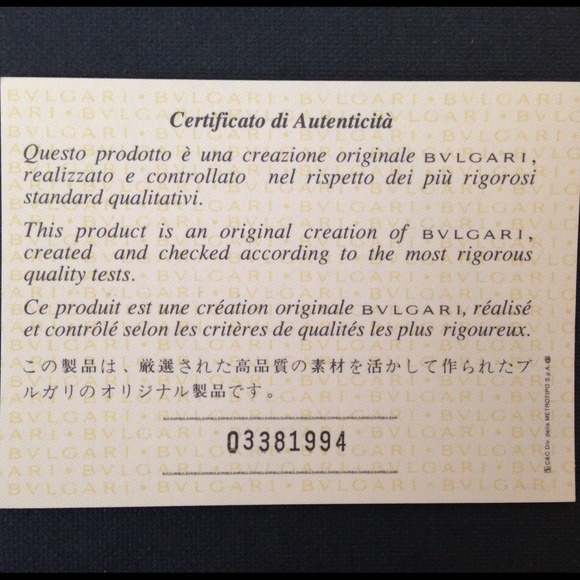 Certificato di Autenticità
Questo prodotto è una creazione originale BVLGARI,
realizzato e controllato nel rispetto dei più rigorosi
standard qualitativi.
This product is an original creation of BVLGARI,
created and checked according to the most rigorous
quality tests.
Ce produit est une création originale BVLGARI, réalisé
et contrôlé selon les critères de qualités les plus rigoureux.
この製品は、厳選された高品質の素材を活かして作られたブ
ルガリのオリジナル製品です。
03381994
C&C Div. della METROTIPO S.p.A.